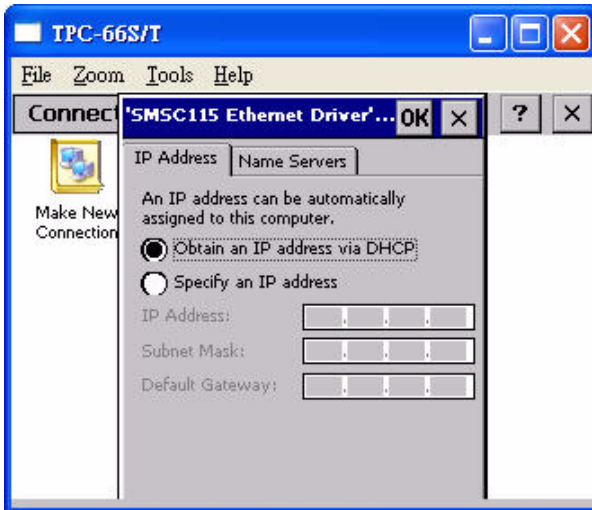 TPC-66S/T
File Zoom Tools Help
Connect
'SMSC115 Ethernet Driver'... OK × ? ×
IP Address Name Servers
Make New
Connection
An IP address can be automatically
assigned to this computer.
Obtain an IP address via DHCP
Specify an IP address
IP Address:
Subnet Mask:
Default Gateway: